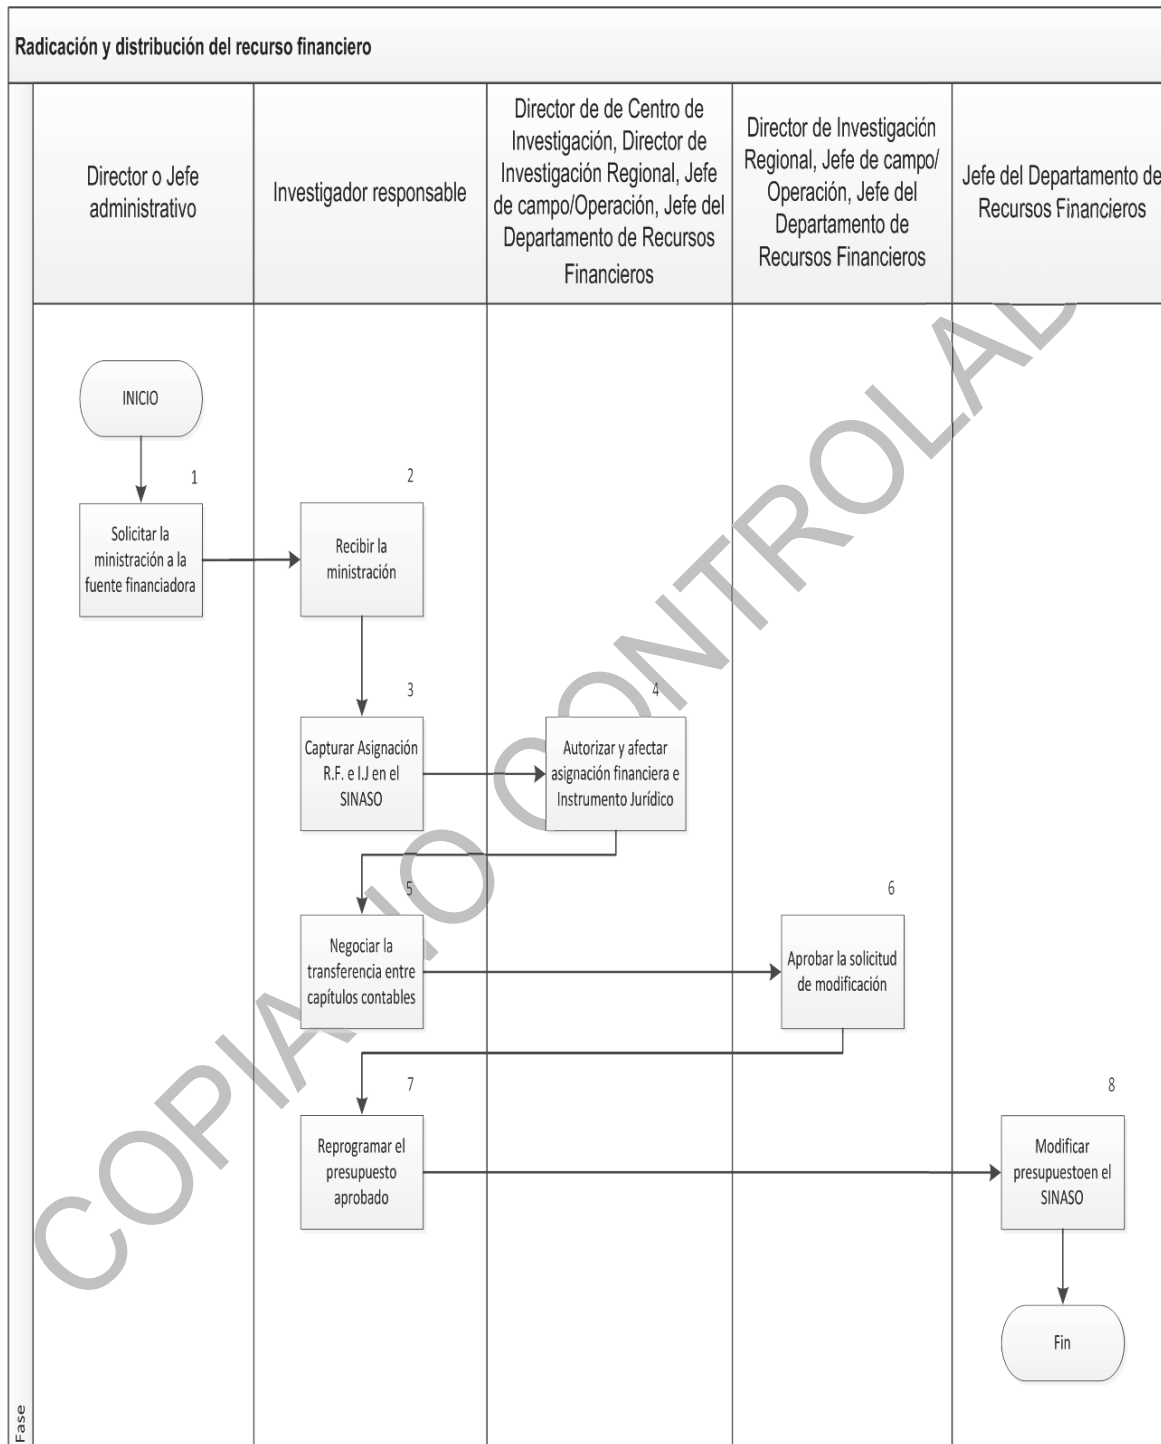 Radicación y distribución del recurso financiero
Director o Jefe
administrativo
Investigador responsable
Director de de Centro de
Investigación, Director de
Investigación Regional, Jefe
de campo/Operación, Jefe del
Departamento de Recursos
Financieros
Director de Investigación
Regional, Jefe de campo/
Operación, Jefe del
Departamento de
Recursos Financieros
Jefe del Departamento de
Recursos Financieros
INICIO
1
Solicitar la
ministración a la
fuente financiadora
2
Recibir la
ministración
3
Capturar Asignación
R.F. e I.J en el
SINASO
4
Autorizar y afectar
asignación financiera e
Instrumento Jurídico
5
Negociar la
transferencia entre
capítulos contables
6
Aprobar la solicitud
de modificación
7
Reprogramar el
presupuesto
aprobado
8
Modificar
presupuestoen el
SINASO
Fin
Fase
COPIA NO CONTROLAD